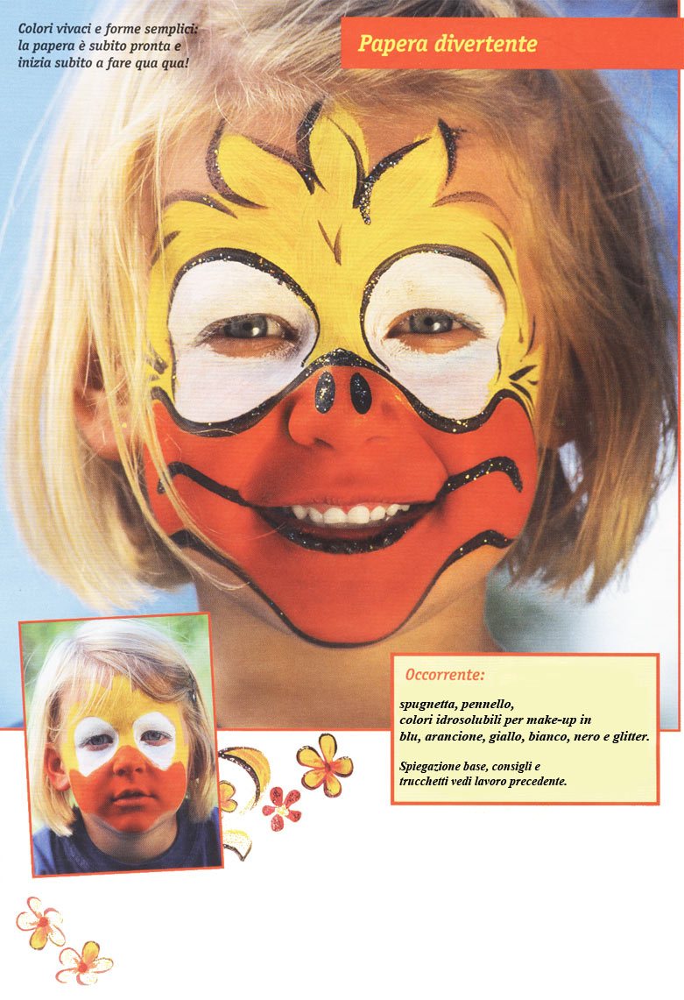 Colori vivaci e forme semplici:
la papera è subito pronta e
inizia subito a fare qua qua!
Papera divertente
Occorrente:
spugnetta, pennello,
colori idrosolubili per make-up in
blu, arancione, giallo, bianco, nero e glitter.
Spiegazione base, consigli e
trucchetti vedi lavoro precedente.